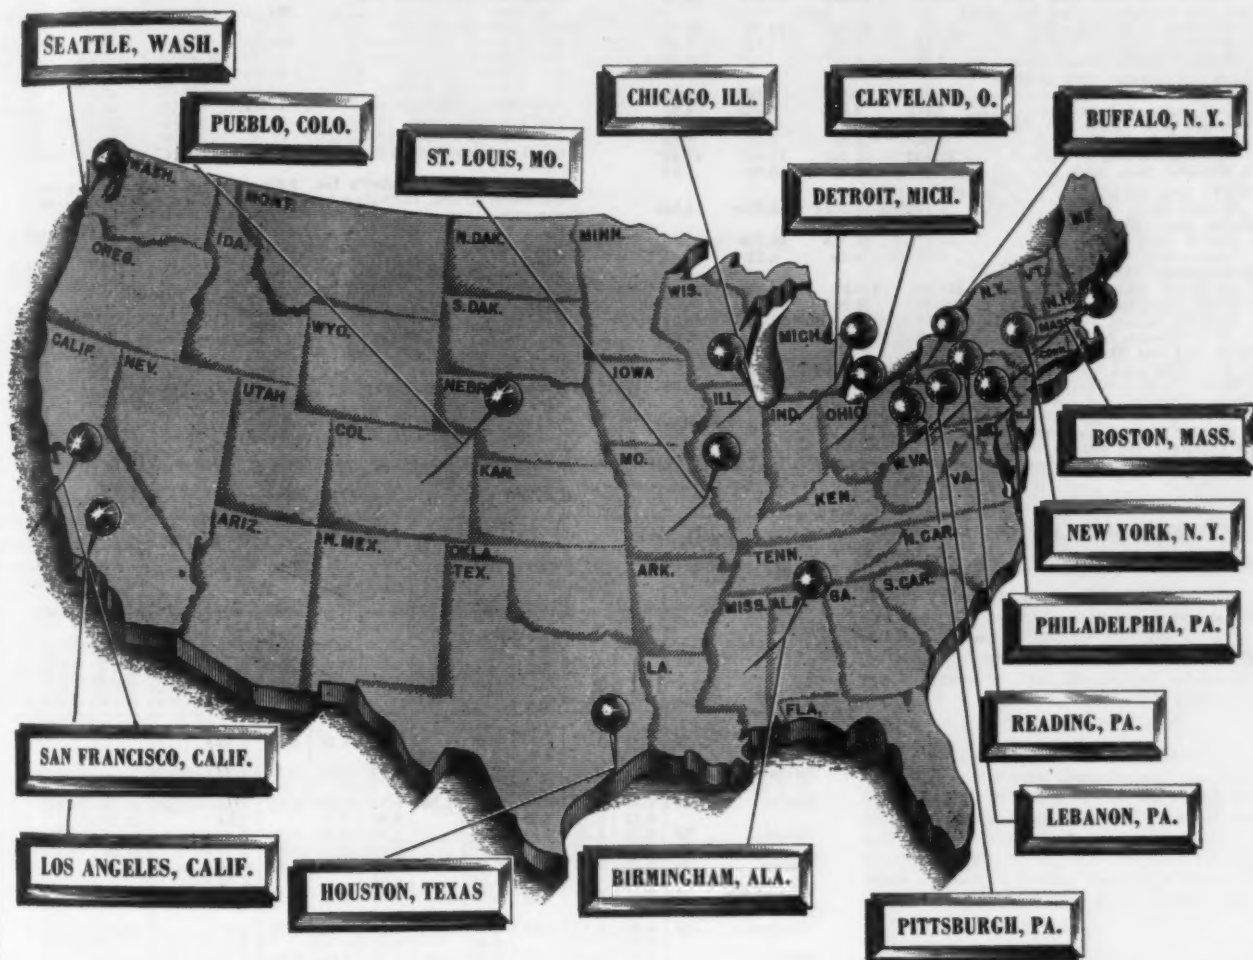 SEATTLE, WASH.
PUEBLO, COLO.
ST. LOUIS, MO.
CHICAGO, ILL.
CLEVELAND, O.
DETROIT, MICH.
BUFFALO, N. Y.
WASH.
MONT.
N.DAK.
MINN.
ME.
OREG.
IDA.
S.DAK.
WIS.
VT.
N.Y.
N.H.
WYO.
MICH.
MASS.
CALIF.
NEV.
IOWA
CONN.
UTAH
NEBR.
ILL.
IND.
OHIO
N.J.
COL.
KAN.
MO.
W.VA.
VA.
MD.
KEN.
BOSTON, MASS.
ARIZ.
N.MEX.
OKLA.
TEX.
ARK.
TENN.
N.CAR.
S.CAR.
NEW YORK, N. Y.
MISS.
ALA.
GA.
PHILADELPHIA, PA.
LA.
FLA.
READING, PA.
SAN FRANCISCO, CALIF.
LEBANON, PA.
LOS ANGELES, CALIF.
HOUSTON, TEXAS
BIRMINGHAM, ALA.
PITTSBURGH, PA.